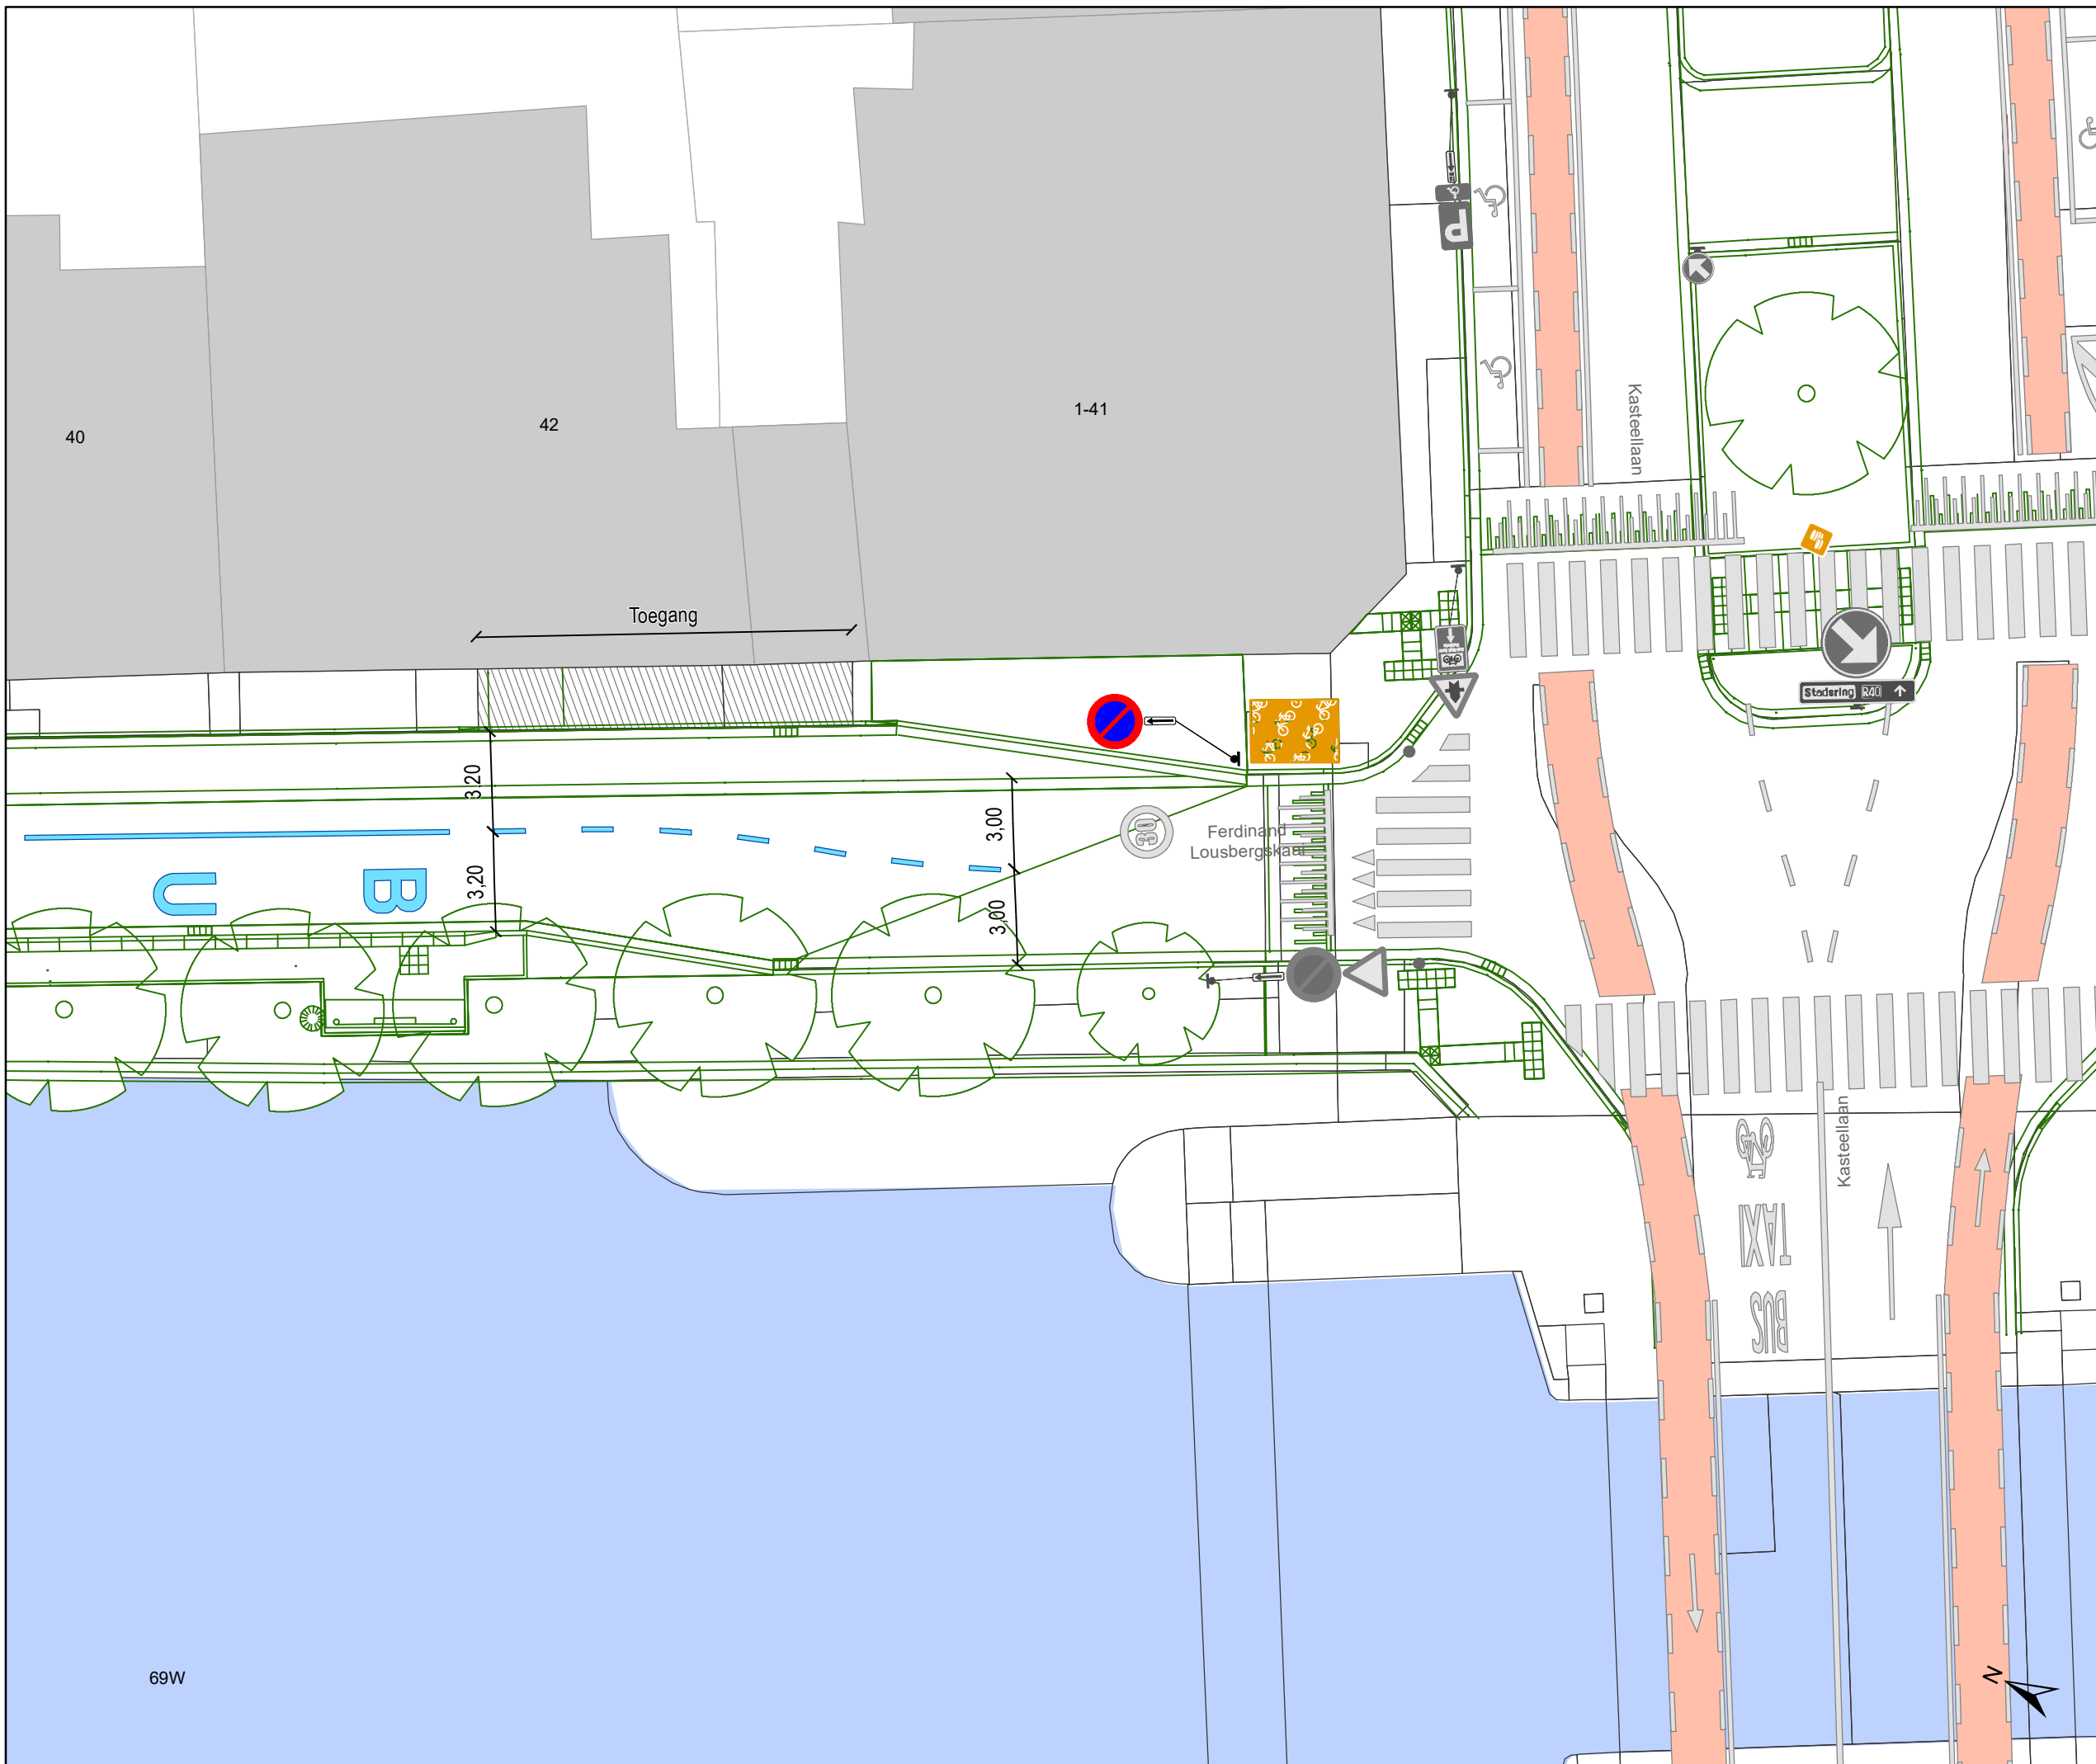 P
Kasteellaan
1-41
42
40
Toegang
Stadsring R40
3,20
3,00
30
Ferdinand
Lousbergskaai
3,20
3,00
B
U
Kasteellaan
TAXI
BUS
69W
N